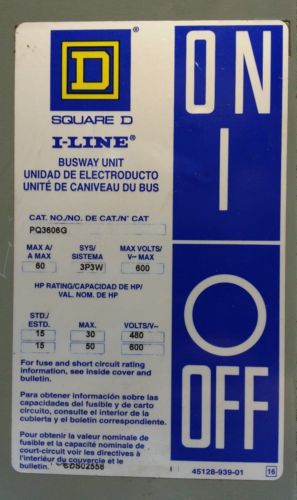 D
SQUARE D
I-LINE®
BUSWAY UNIT
UNIDAD DE ELECTRODUCTO
UNITÉ DE CANIVEAU DU BUS
CAT. NO./NO. DE CAT./N' CAT
PQ3606G
MAX A/ SYS/ MAX VOLTS/
A MAX SISTEMA V~ MAX
60 3P3W 600
HP RATING/CAPACIDAD DE HP/
VAL. NOM. DE HP
STD./
ESTD. MAX. VOLTS/V~
15 30 480
15 50 600
For fuse and short circuit rating
information, see inside cover and
bulletin.
Para obtener información sobre las
capacidades del fusible y de corto
circuito, consulte el interior de la
cubierta y el boletín correspondiente.
Pour obtenir la valeur nominale de
fusible et la capacité nominale de
court-circuit voir les directives à
l'intérieur du couvercle et le
bulletin.
ON
I
O
OFF
45128-939-01 16